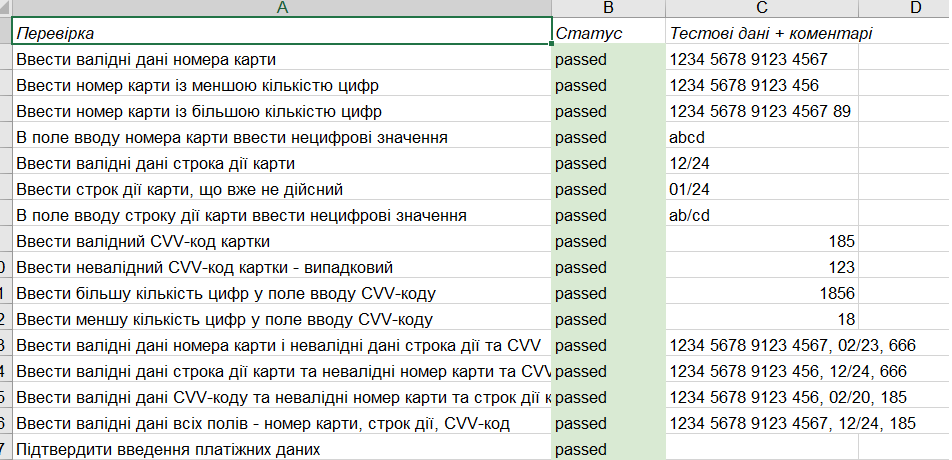 A B C D
Перевірка Статус Тестові дані + коментарі
Ввести валідні дані номера карти passed 1234 5678 9123 4567
Ввести номер карти із меншою кількістю цифр passed 1234 5678 9123 456
Ввести номер карти із більшою кількістю цифр passed 1234 5678 9123 4567 89
В поле вводу номера карти ввести нецифрові значення passed abcd
Ввести валідні дані строка дії карти passed 12/24
Ввести строк дії карти, що вже не дійсний passed 01/24
В поле вводу строку дії карти ввести нецифрові значення passed ab/cd
Ввести валідний CVV-код картки passed 185
0 Ввести невалідний CVV-код картки - випадковий passed 123
1 Ввести більшу кількість цифр у поле вводу CVV-коду passed 1856
2 Ввести меншу кількість цифр у поле вводу CVV-коду passed 18
3 Ввести валідні дані номера карти і невалідні дані строка дії та CVV passed 1234 5678 9123 4567, 02/23, 666
4 Ввести валідні дані строка дії карти та невалідні номер карти та CVV passed 1234 5678 9123 456, 12/24, 666
5 Ввести валідні дані CVV-коду та невалідні номер карти та строк дії к passed 1234 5678 9123 456, 02/20, 185
6 Ввести валідні дані всіх полів - номер карти, строк дії, CVV-код passed 1234 5678 9123 4567, 12/24, 185
7 Підтвердити введення платіжних даних passed